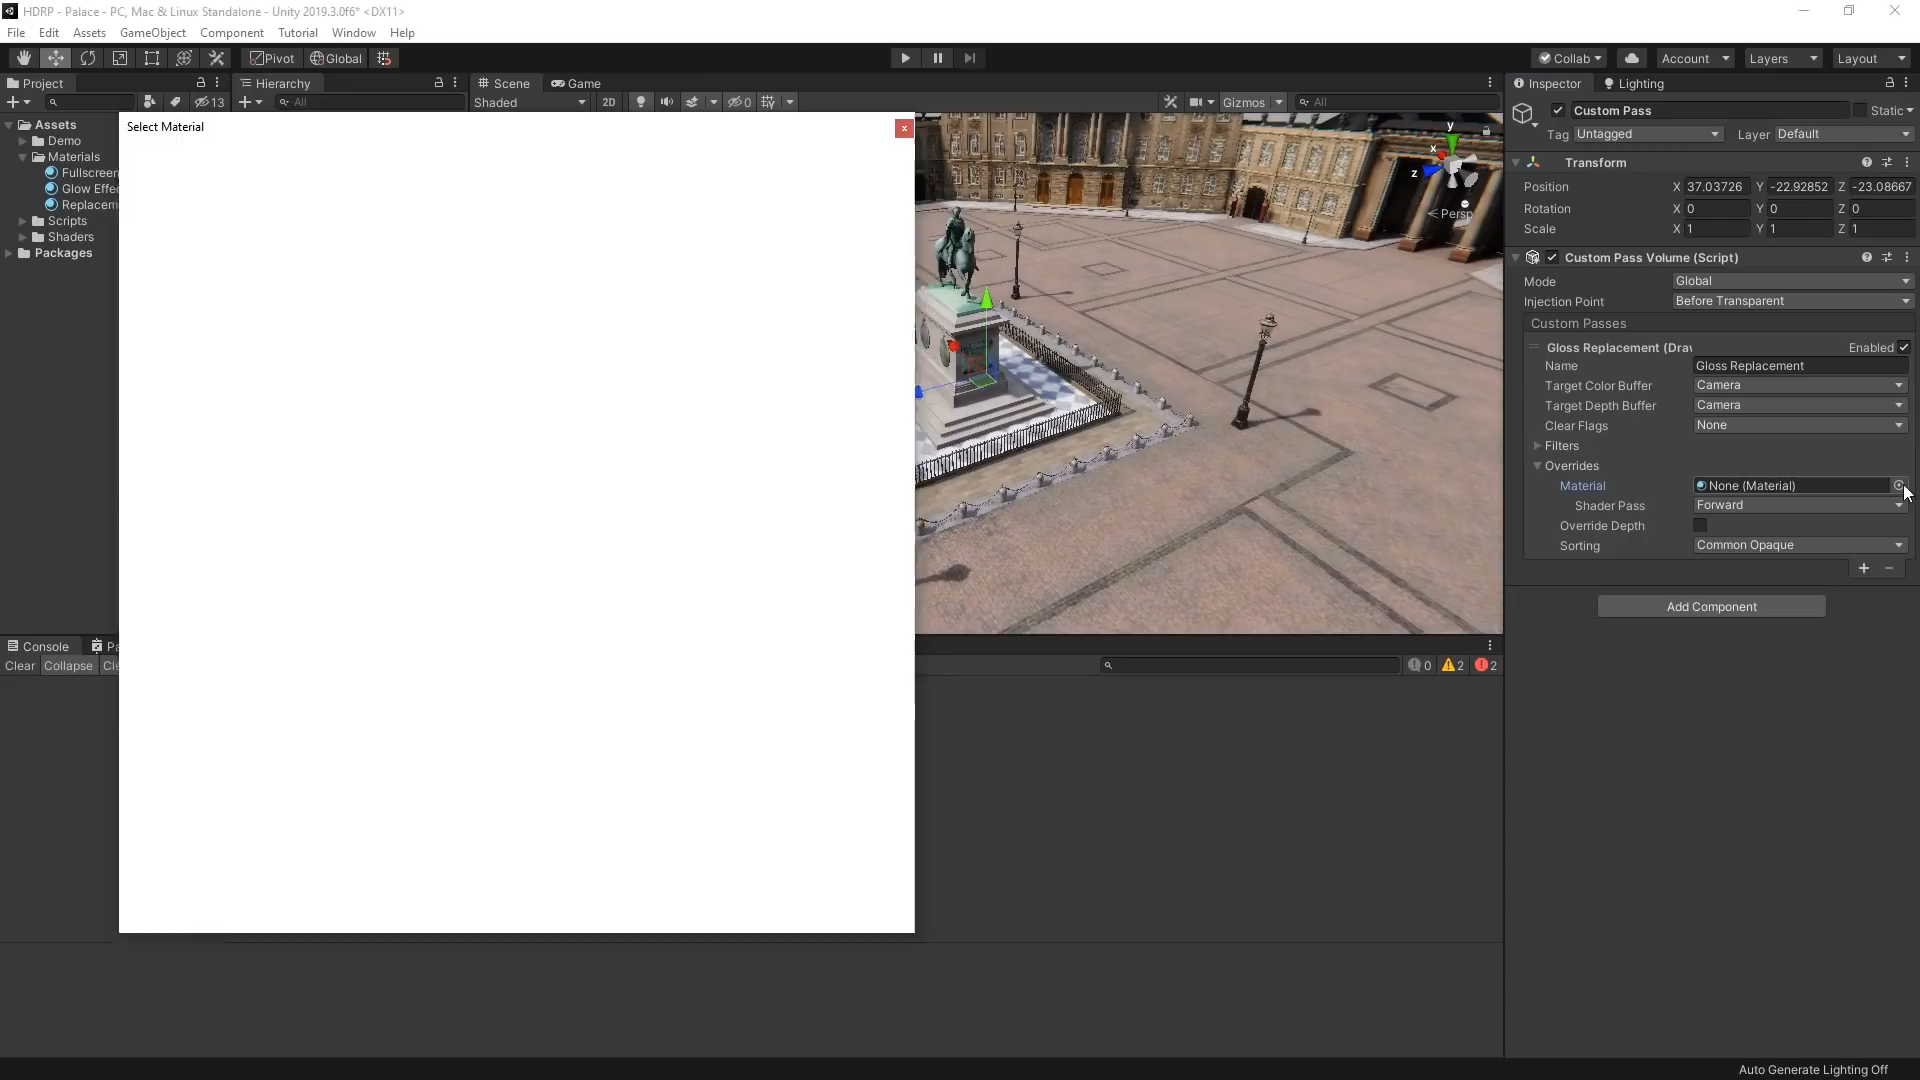 HDRP - Palace - PC, Mac & Linux Standalone - Unity 2019.3.0f6* <DX11>
File Edit Assets GameObject Component Tutorial Window Help
Pivot Global Collab Account Layers Layout
Project Hierarchy Scene Game Inspector Lighting
13 All Shaded 2D 0 Gizmos All
Assets
Demo
Materials
Fullscreen
Glow Effe
Replacem
Scripts
Shaders
Packages
Select Material
x
y
x
z
Persp
Custom Pass Static
Tag Untagged Layer Default
Transform
Position X 37.03726 Y -22.92852 Z -23.08667
Rotation X 0 Y 0 Z 0
Scale X 1 Y 1 Z 1
Custom Pass Volume (Script)
Mode Global
Injection Point Before Transparent
Custom Passes
Gloss Replacement (Drav Enabled
Name Gloss Replacement
Target Color Buffer Camera
Target Depth Buffer Camera
Clear Flags None
Filters
Overrides
Material None (Material)
Shader Pass Forward
Override Depth
Sorting Common Opaque
+ -
Add Component
Console Pa
Clear Collapse Cle 0 2 2
Auto Generate Lighting Off